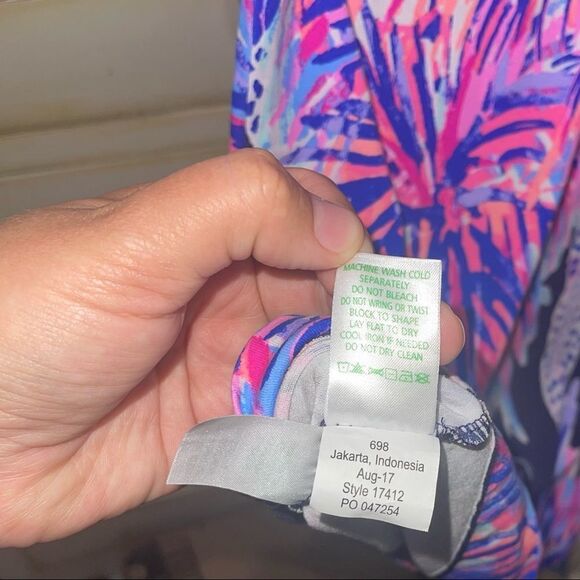 MACHINE WASH COLD
SEPARATELY
DO NOT BLEACH
DO NOT WRING OR TWIST
BLOCK TO SHAPE
LAY FLAT TO DRY
COOL IRON IF NEEDED
DO NOT DRY CLEAN
698
Jakarta, Indonesia
Aug-17
Style 17412
PO 047254